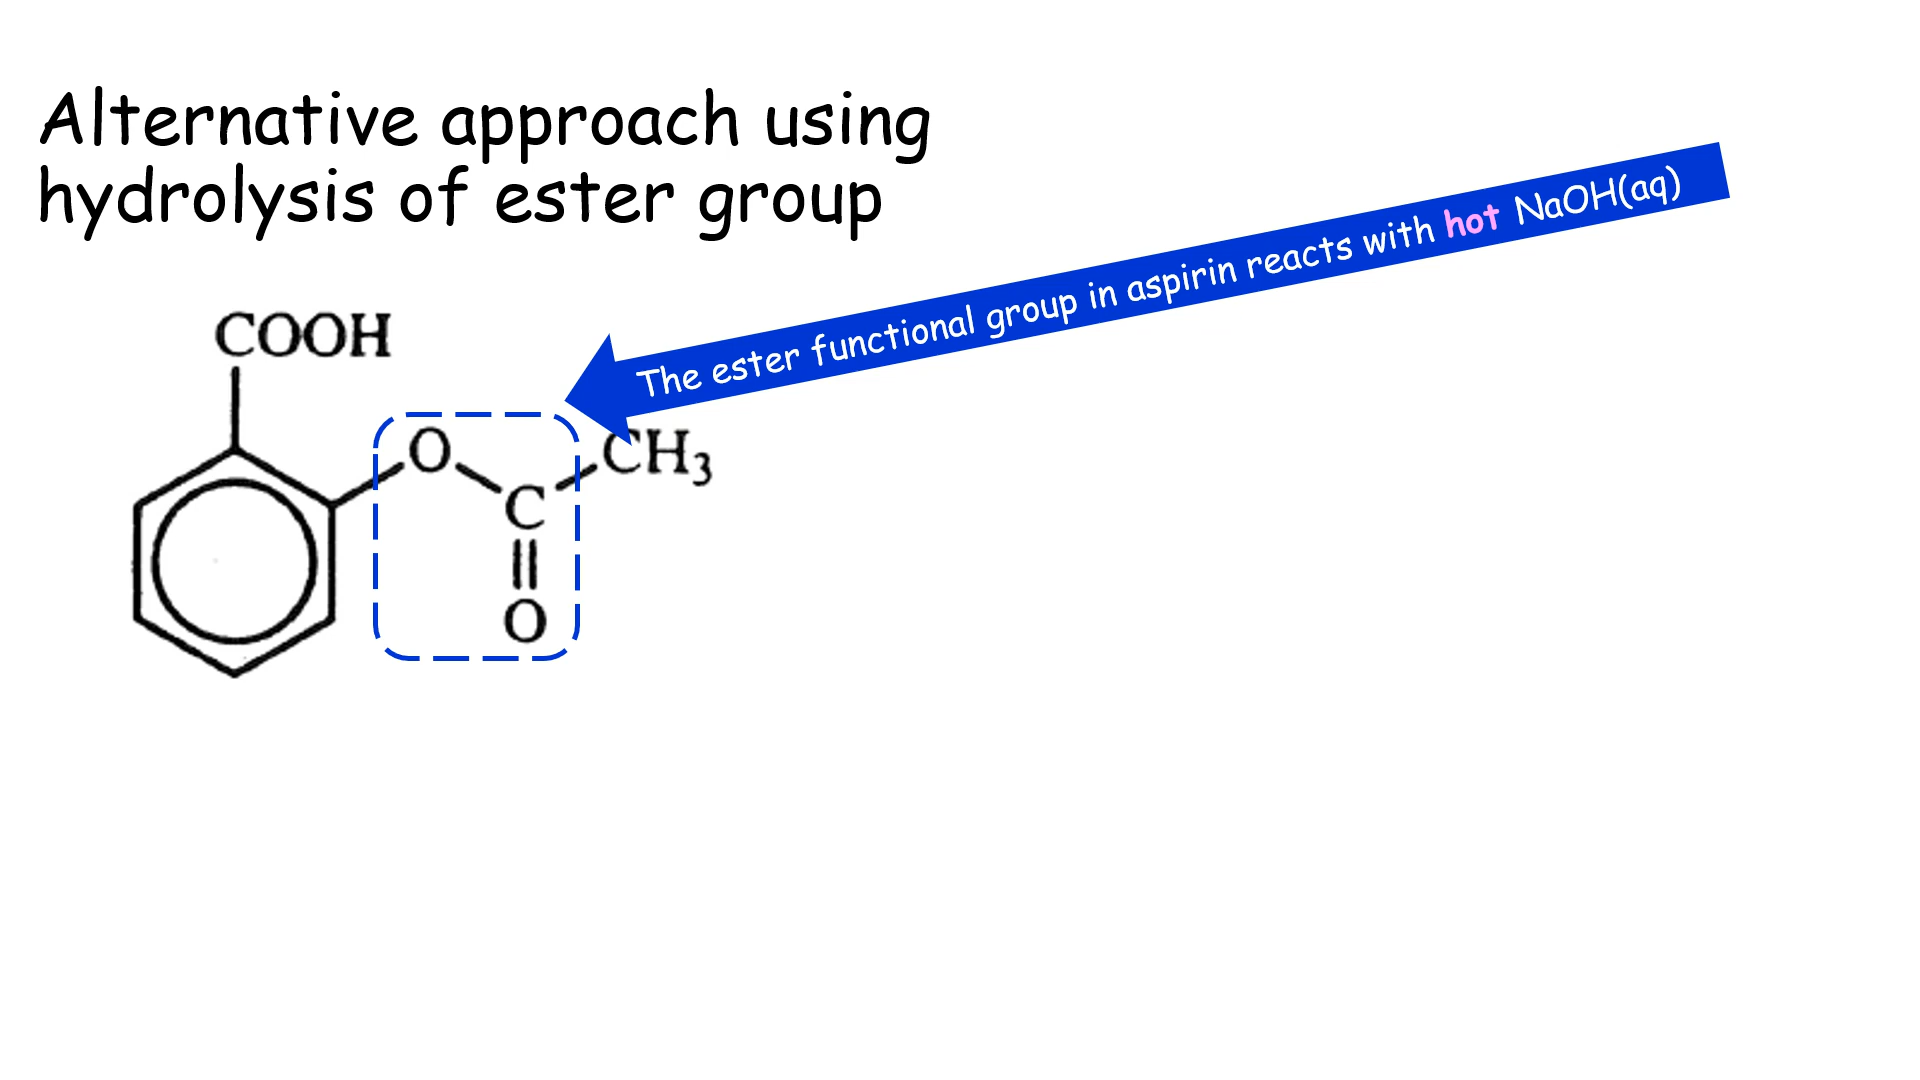 Alternative approach using
hydrolysis of ester group
The ester functional group in aspirin reacts with hot NaOH(aq)
COOH
O
CH₃
C
O